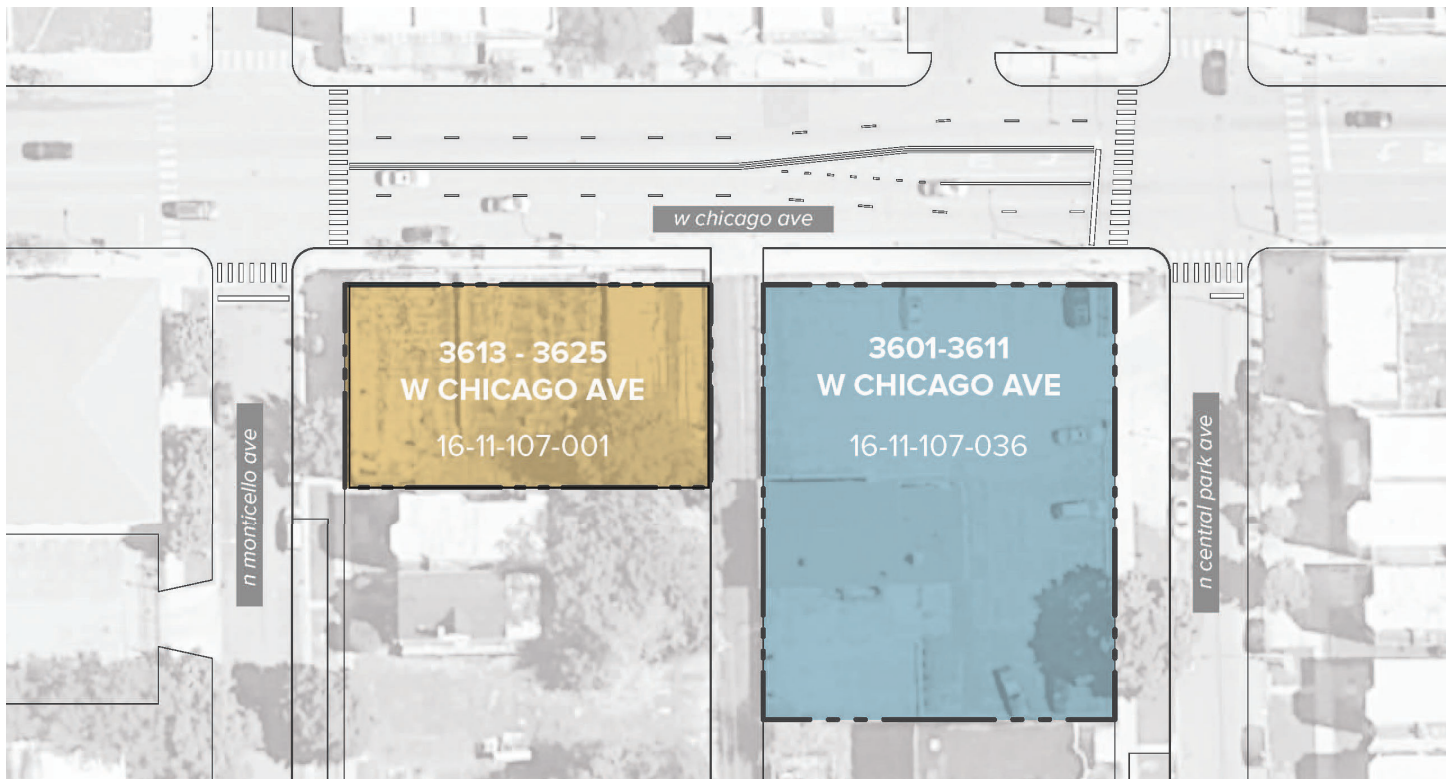 w chicago ave
3613 - 3625
W CHICAGO AVE
16-11-107-001
3601-3611
W CHICAGO AVE
16-11-107-036
n monticello ave
n central park ave